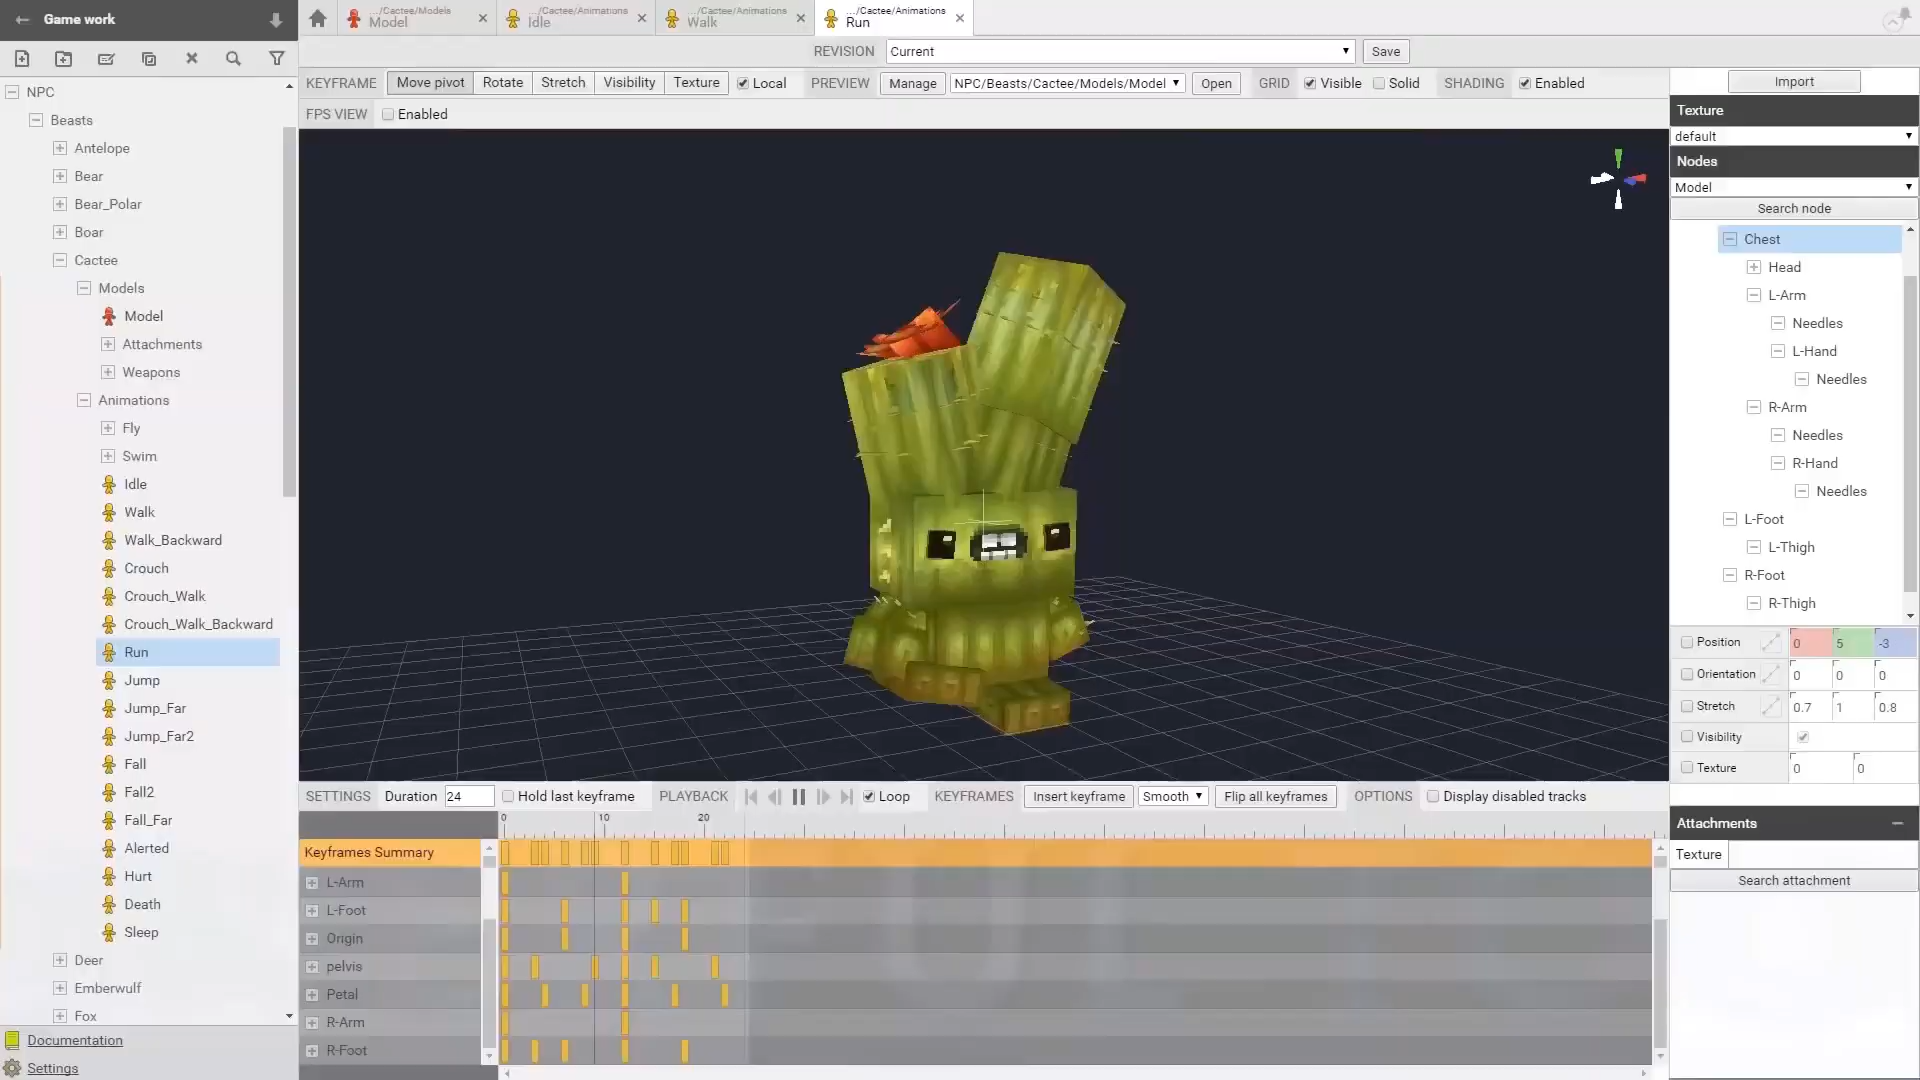 Game work
.../Cactee/Models
Model
.../Cactee/Animations
Idle
.../Cactee/Animations
Walk
.../Cactee/Animations
Run
REVISION Current Save
KEYFRAME Move pivot Rotate Stretch Visibility Texture Local PREVIEW Manage NPC/Beasts/Cactee/Models/Model Open GRID Visible Solid SHADING Enabled
FPS VIEW Enabled
NPC
Beasts
Antelope
Bear
Bear_Polar
Boar
Cactee
Models
Model
Attachments
Weapons
Animations
Fly
Swim
Idle
Walk
Walk_Backward
Crouch
Crouch_Walk
Crouch_Walk_Backward
Run
Jump
Jump_Far
Jump_Far2
Fall
Fall2
Fall_Far
Alerted
Hurt
Death
Sleep
Deer
Emberwulf
Fox
Documentation
Settings
Import
Texture
default
Nodes
Model
Search node
Chest
Head
L-Arm
Needles
L-Hand
Needles
R-Arm
Needles
R-Hand
Needles
L-Foot
L-Thigh
R-Foot
R-Thigh
Position 0 5 -3
Orientation 0 0 0
Stretch 0.7 1 0.8
Visibility
Texture 0 0
Attachments
Texture
Search attachment
SETTINGS Duration 24 Hold last keyframe PLAYBACK Loop KEYFRAMES Insert keyframe Smooth Flip all keyframes OPTIONS Display disabled tracks
0 10 20
Keyframes Summary
L-Arm
L-Foot
Origin
pelvis
Petal
R-Arm
R-Foot